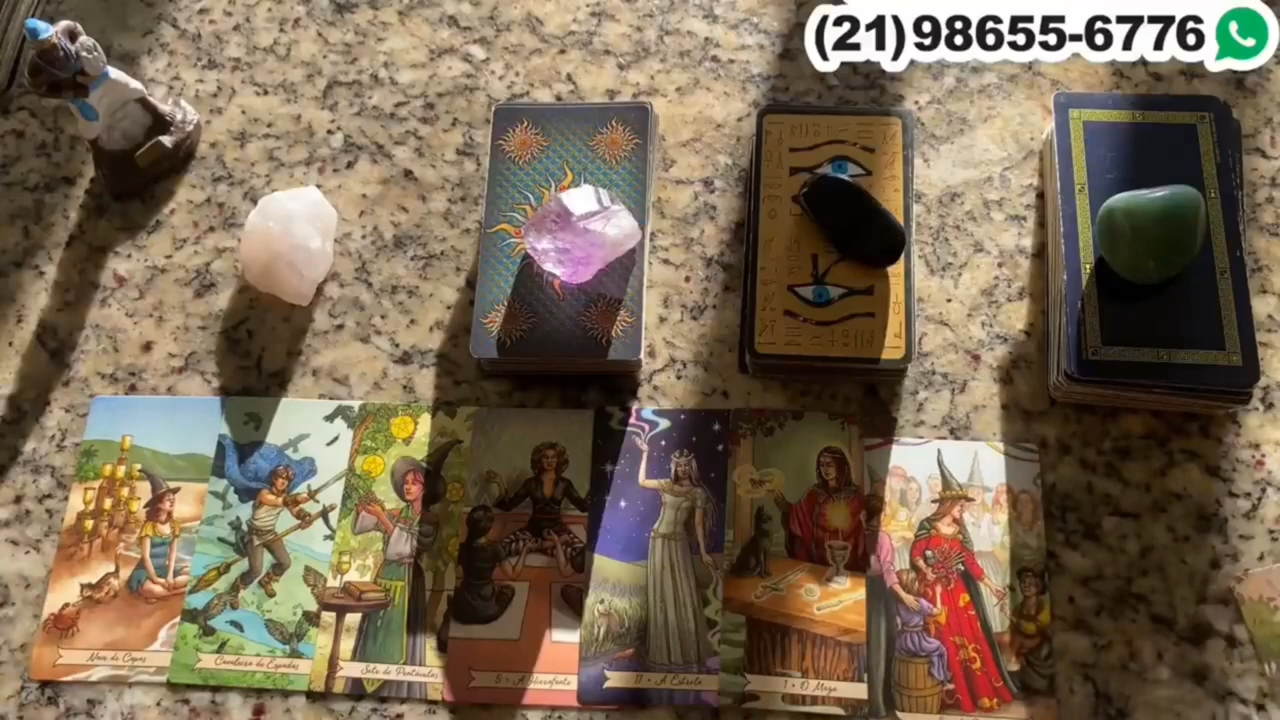 (21)98655-6776
Nove de Copas
Cavaleiro de Espadas
Sete de Pentáculos
5 • A Hierofante
17 • A Estrela
1 • O Mago